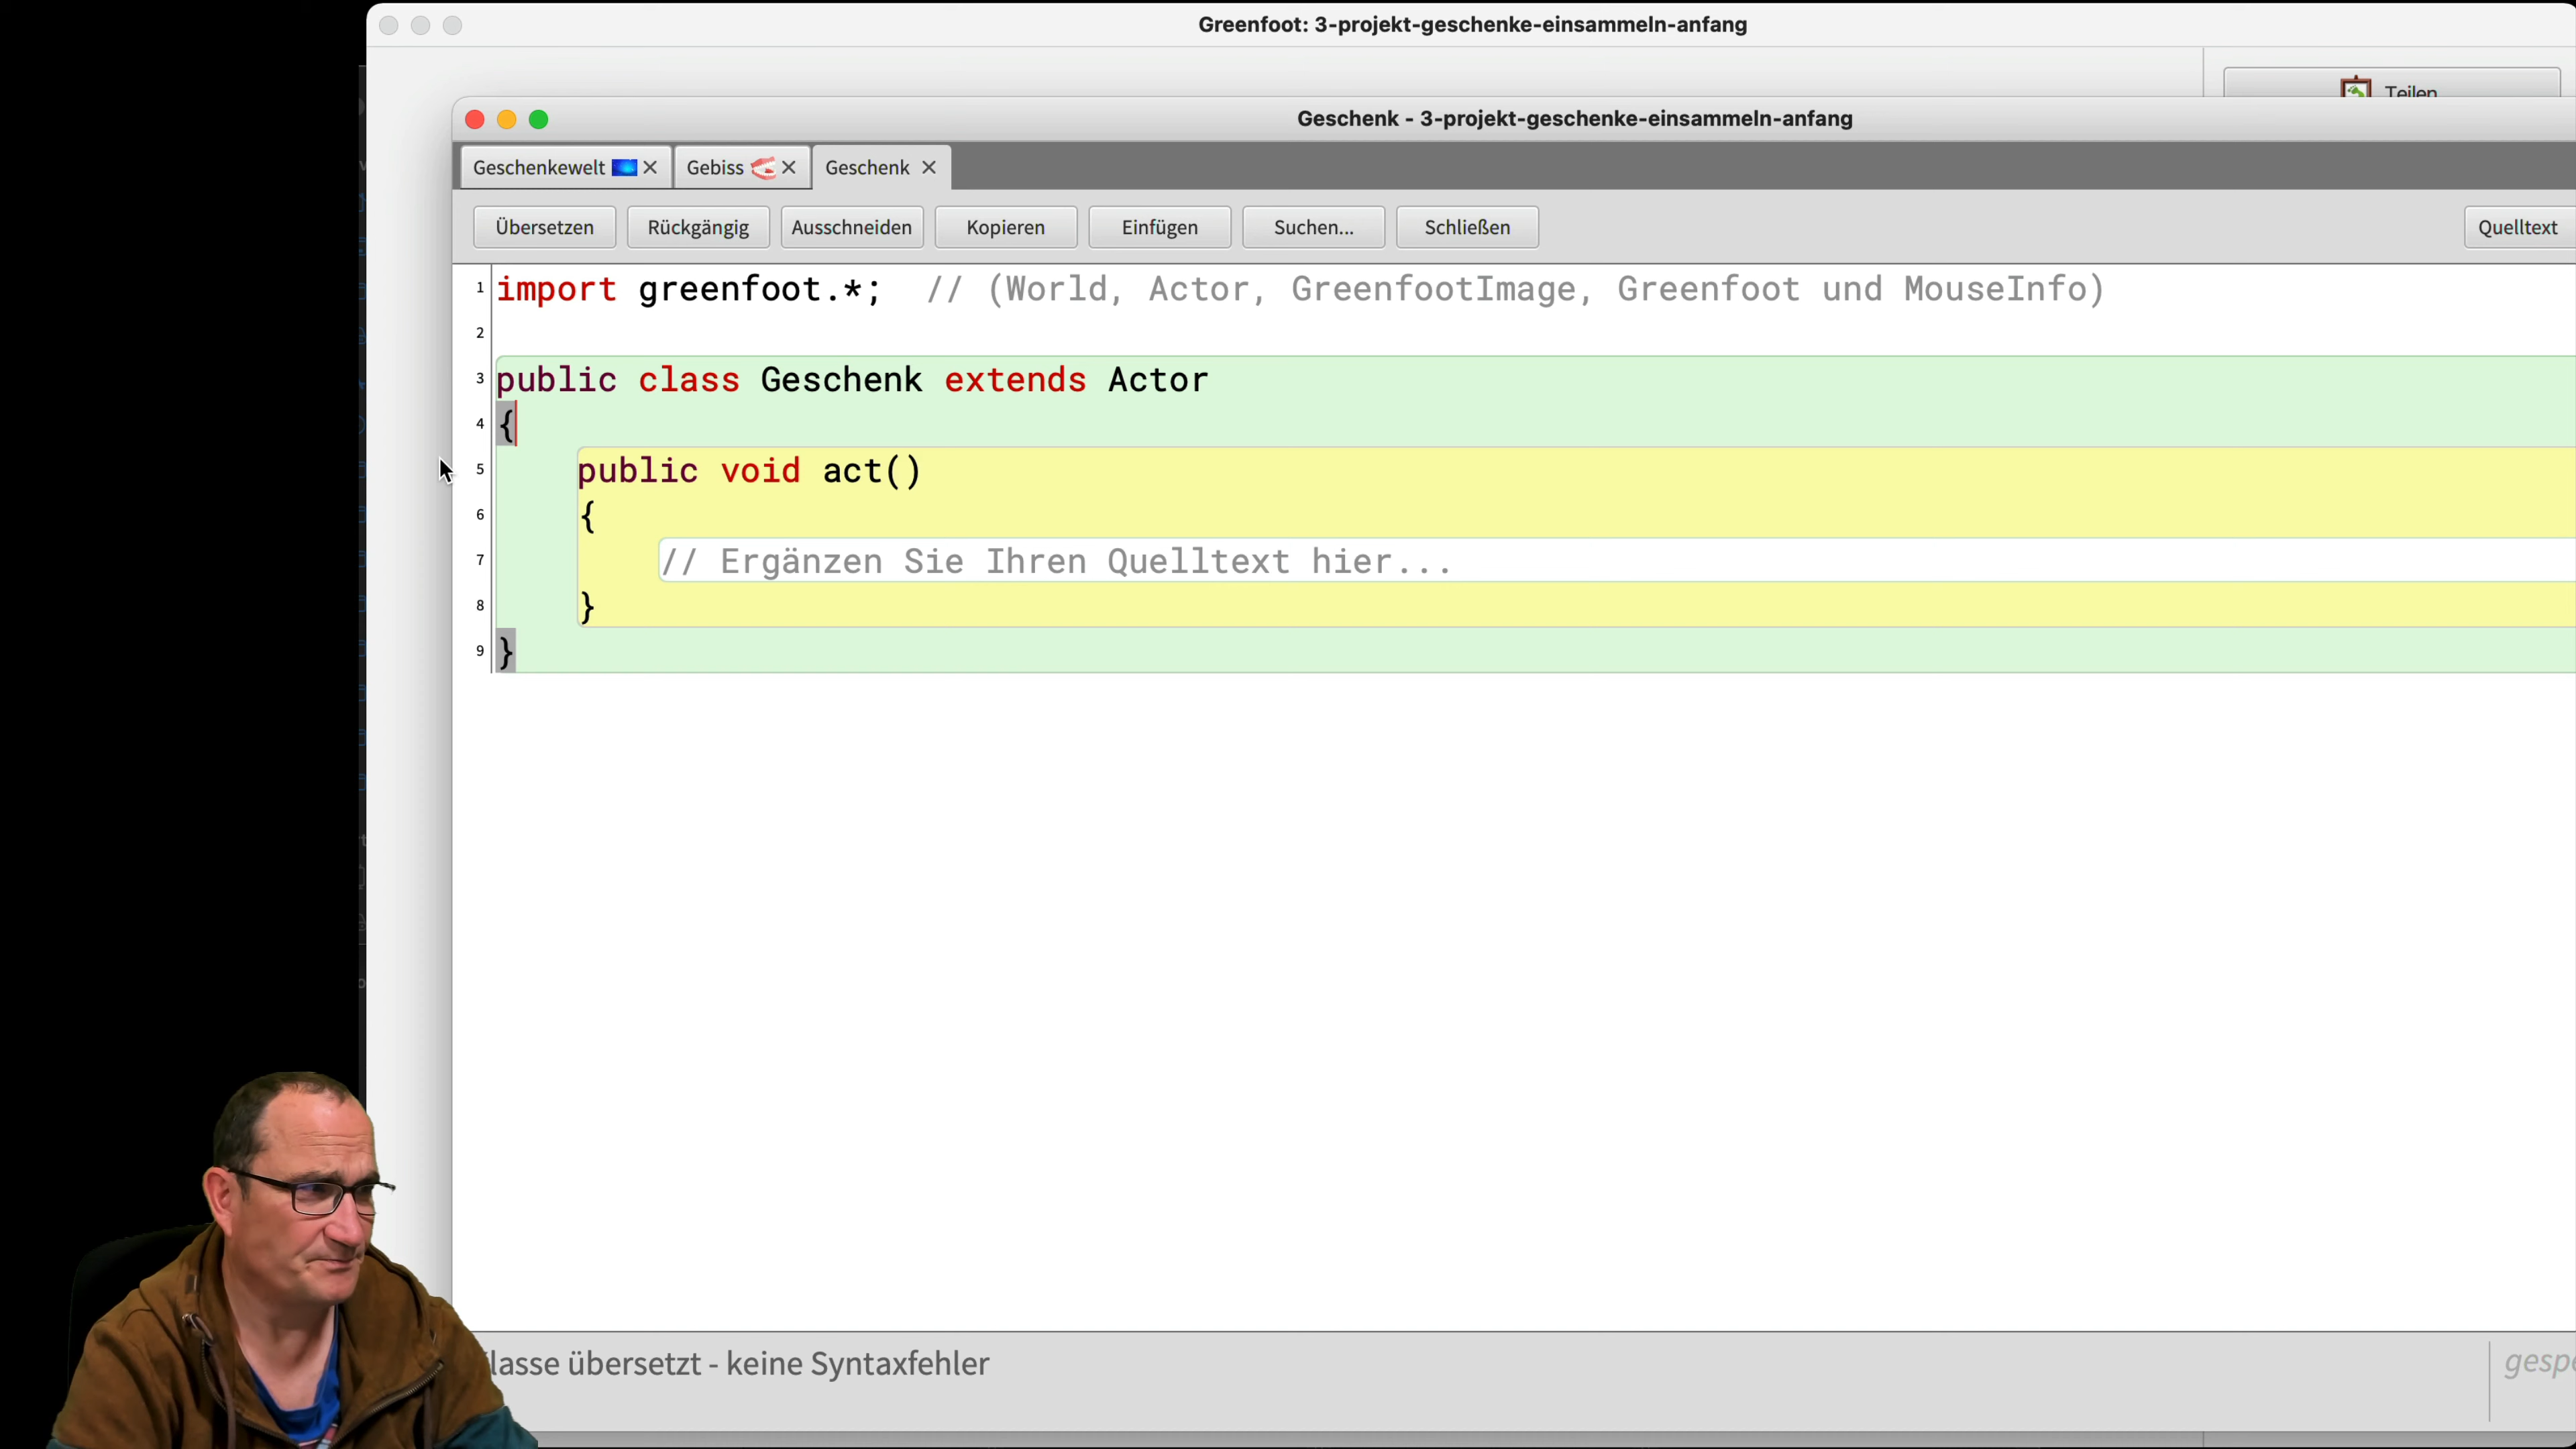 Greenfoot: 3-projekt-geschenke-einsammeln-anfang
Teilen
Geschenk - 3-projekt-geschenke-einsammeln-anfang
Geschenkewelt Gebiss Geschenk
Übersetzen Rückgängig Ausschneiden Kopieren Einfügen Suchen... Schließen Quelltext
1 import greenfoot.*; // (World, Actor, GreenfootImage, Greenfoot und MouseInfo)
2
3 public class Geschenk extends Actor
4 {
5 public void act()
6 {
7 // Ergänzen Sie Ihren Quelltext hier...
8 }
9 }
lasse übersetzt - keine Syntaxfehler